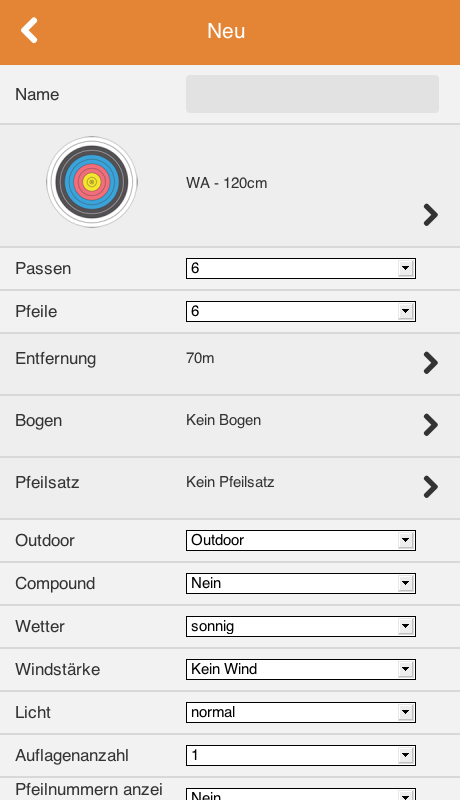 Neu
Name
WA - 120cm
Passen 6
Pfeile 6
Entfernung 70m
Bogen Kein Bogen
Pfeilsatz Kein Pfeilsatz
Outdoor Outdoor
Compound Nein
Wetter sonnig
Windstärke Kein Wind
Licht normal
Auflagenanzahl 1
Pfeilnummern anzei Nein